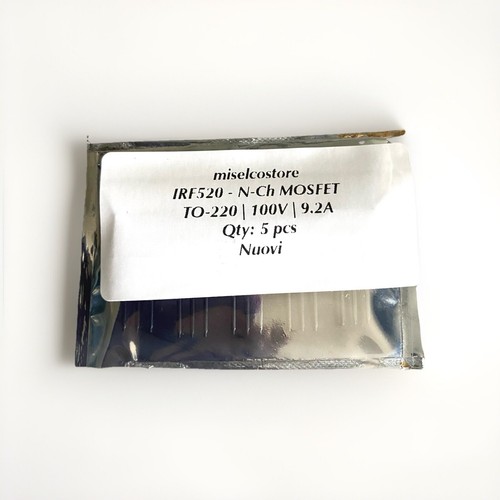 miselcostore
IRF520 - N-Ch MOSFET
TO-220 | 100V | 9.2A
Qty: 5 pcs
Nuovi